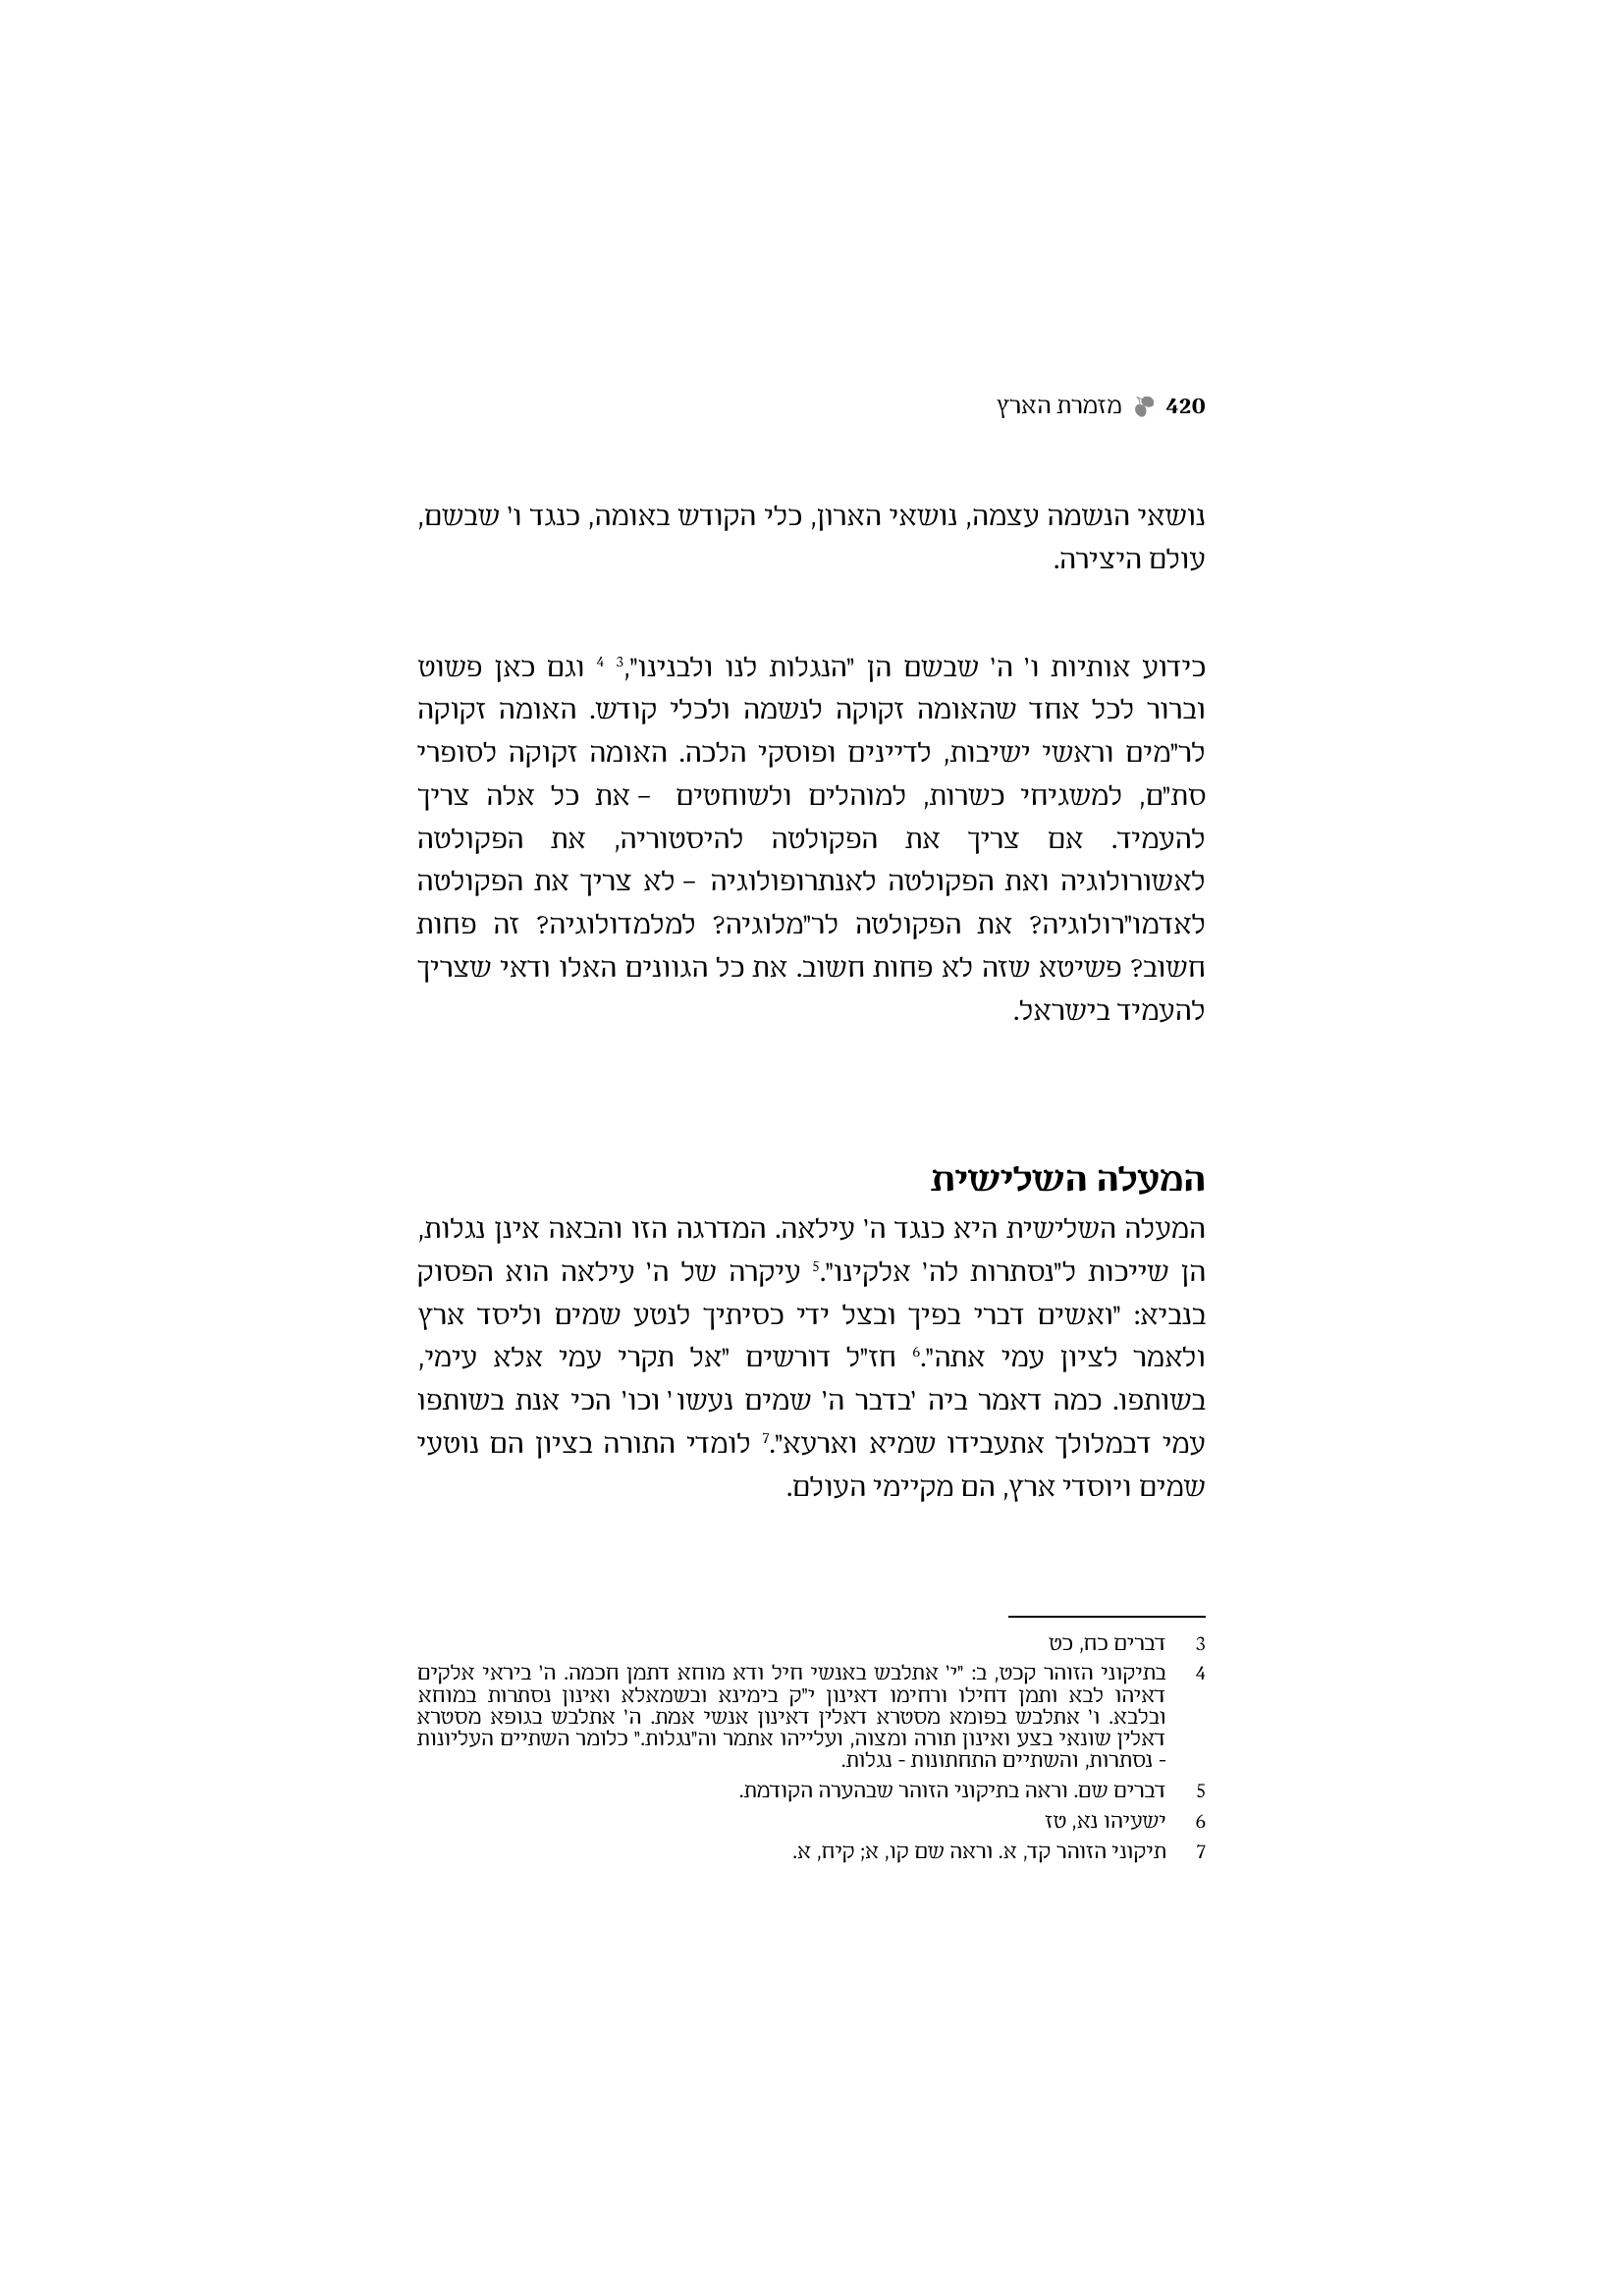 420 מזמרת הארץ
נושאי הנשמה עצמה, נושאי הארון, כלי הקודש באומה, כנגד ו' שבשם,
עולם היצירה.
כידוע אותיות ו' ה' שבשם הן "הנגלות לנו ולבנינו",3 4 וגם כאן פשוט
וברור לכל אחד שהאומה זקוקה לנשמה ולכלי קודש. האומה זקוקה
לר"מים וראשי ישיבות, לדיינים ופוסקי הלכה. האומה זקוקה לסופרי
סת"ם, למשגיחי כשרות, למוהלים ולשוחטים – את כל אלה צריך
להעמיד. אם צריך את הפקולטה להיסטוריה, את הפקולטה
לאשורולוגיה ואת הפקולטה לאנתרופולוגיה – לא צריך את הפקולטה
לאדמו"רולוגיה? את הפקולטה לר"מלוגיה? למלמדולוגיה? זה פחות
חשוב? פשיטא שזה לא פחות חשוב. את כל הגוונים האלו ודאי שצריך
להעמיד בישראל.
המעלה השלישית
המעלה השלישית היא כנגד ה' עילאה. המדרגה הזו והבאה אינן נגלות,
הן שייכות ל"נסתרות לה' אלקינו".5 עיקרה של ה' עילאה הוא הפסוק
בנביא: "ואשים דברי בפיך ובצל ידי כסיתיך לנטע שמים וליסד ארץ
ולאמר לציון עמי אתה".6 חז"ל דורשים "אל תקרי עמי אלא עימי,
בשותפו. כמה דאמר ביה 'בדבר ה' שמים נעשו' וכו' הכי אנת בשותפו
עמי דבמלולך אתעבידו שמיא וארעא".7 לומדי התורה בציון הם נוטעי
שמים ויוסדי ארץ, הם מקיימי העולם.
3 דברים כח, כט
4 בתיקוני הזוהר קכט, ב: "י' אתלבש באנשי חיל ודא מוחא דתמן חכמה. ה' ביראי אלקים
דאיהו לבא ותמן דחילו ורחימו דאינון י"ק בימינא ובשמאלא ואינון נסתרות במוחא
ובלבא. ו' אתלבש בפומא מסטרא דאלין דאינון אנשי אמת. ה' אתלבש בגופא מסטרא
דאלין שונאי בצע ואינון תורה ומצוה, ועלייהו אתמר וה"נגלות." כלומר השתיים העליונות
- נסתרות, והשתיים התחתונות - נגלות.
5 דברים שם. וראה בתיקוני הזוהר שבהערה הקודמת.
6 ישעיהו נא, טז
7 תיקוני הזוהר קד, א. וראה שם קו, א; קיח, א.